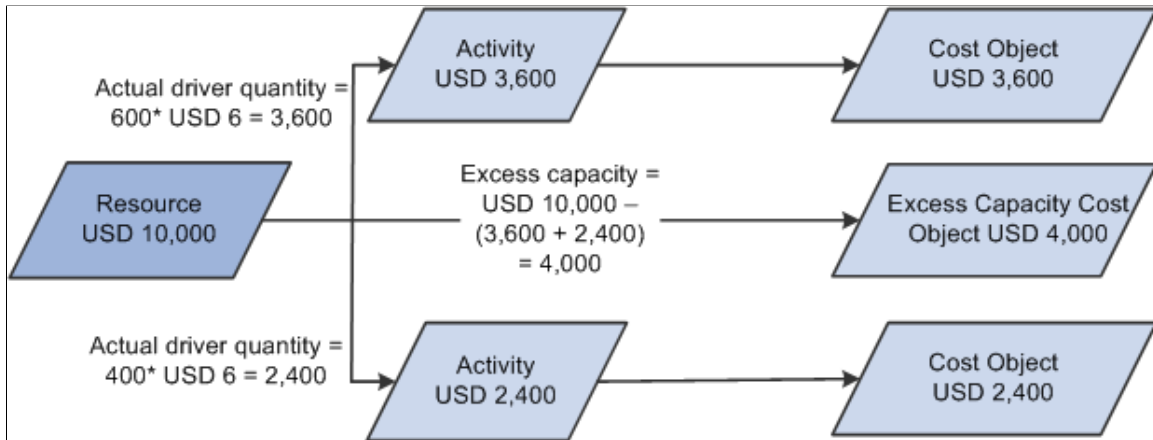 Activity
USD 3,600
Cost Object
USD 3,600
Actual driver quantity =
600* USD 6 = 3,600
Resource
USD 10,000
Excess capacity =
USD 10,000 –
(3,600 + 2,400)
= 4,000
Excess Capacity Cost
Object USD 4,000
Actual driver quantity =
400* USD 6 = 2,400
Activity
USD 2,400
Cost Object
USD 2,400